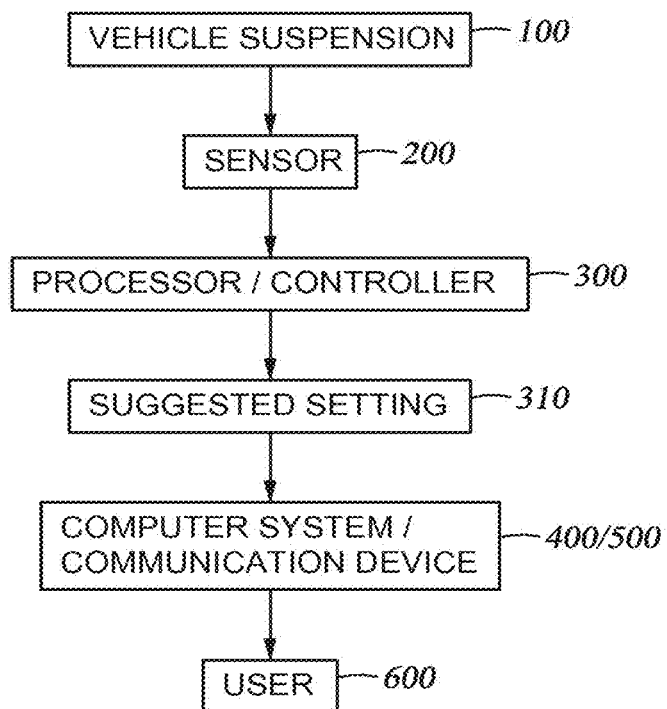 VEHICLE SUSPENSION 100
SENSOR 200
PROCESSOR / CONTROLLER 300
SUGGESTED SETTING 310
COMPUTER SYSTEM /
COMMUNICATION DEVICE 400/500
USER 600